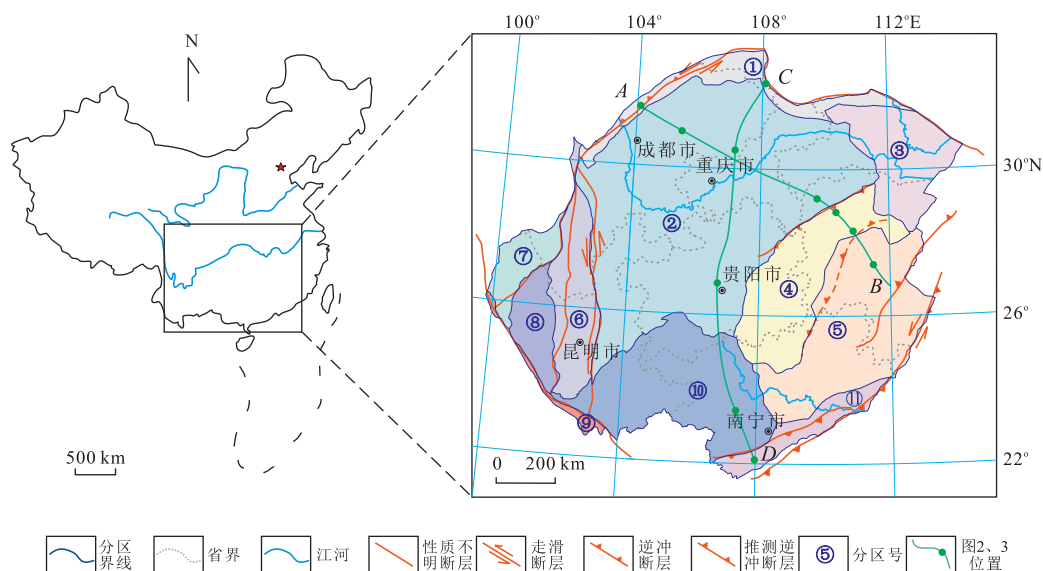 100° 104° 108° 112°E
N
① C
A
成都市
③
重庆市
30°N
②
⑦
贵阳市
④
B
⑧ ⑥
26°
⑤
昆明市
⑩
⑪
⑨
南宁市
D
22°
500 km
0 200 km
分区
界线
省界
江河
性质不
明断层
走滑
断层
逆冲
断层
推测逆
冲断层
⑤
分区号
图2、3
位置